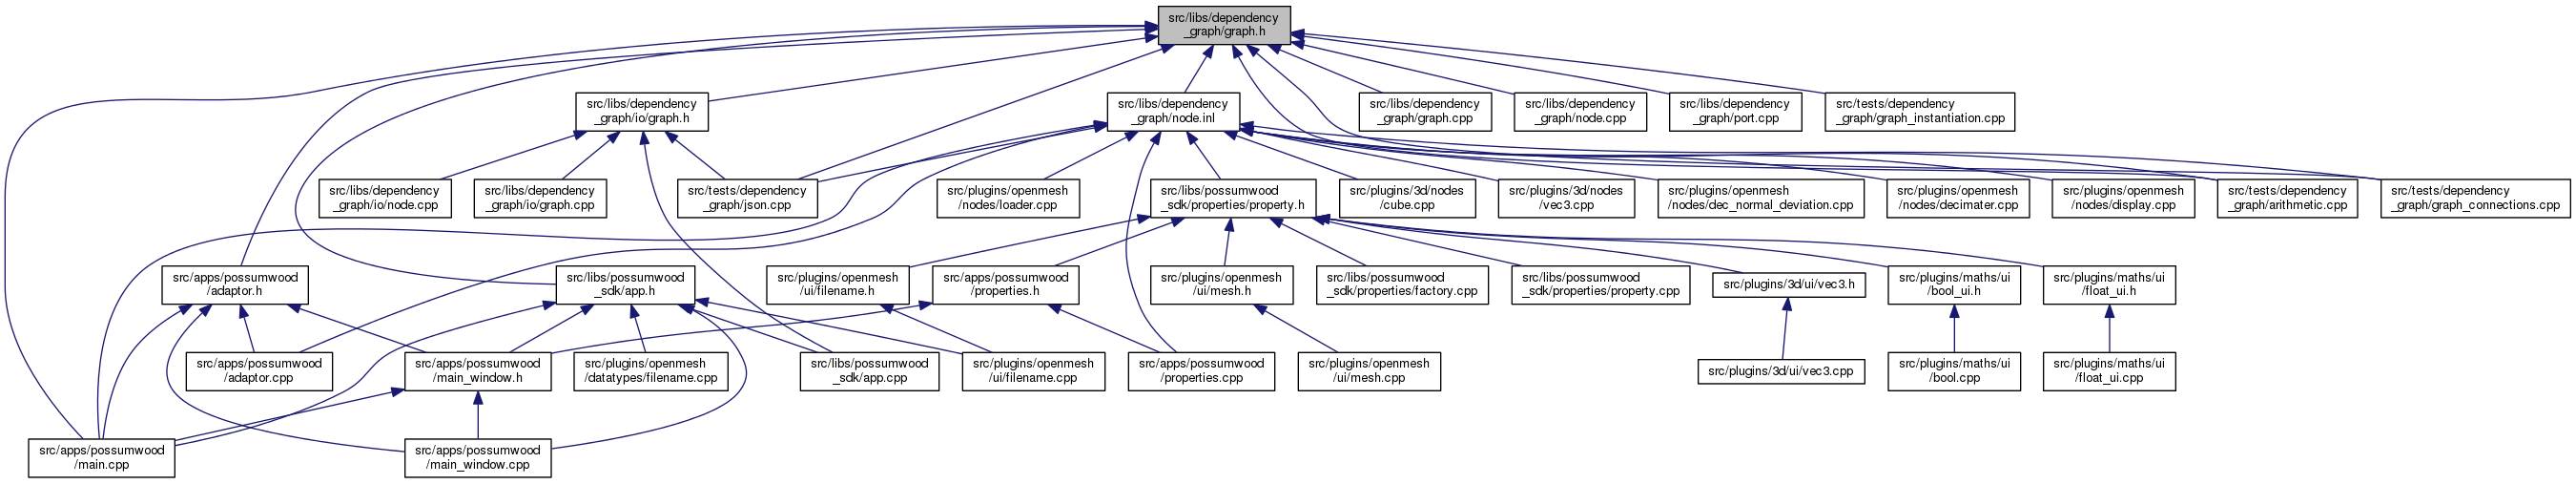 src/libs/dependency
_graph/graph.h
src/libs/dependency
_graph/io/graph.h
src/libs/dependency
_graph/node.inl
src/libs/dependency
_graph/graph.cpp
src/libs/dependency
_graph/node.cpp
src/libs/dependency
_graph/port.cpp
src/tests/dependency
_graph/graph_instantiation.cpp
src/libs/dependency
_graph/io/node.cpp
src/libs/dependency
_graph/io/graph.cpp
src/tests/dependency
_graph/json.cpp
src/plugins/openmesh
/nodes/loader.cpp
src/libs/possumwood
_sdk/properties/property.h
src/plugins/3d/nodes
/cube.cpp
src/plugins/3d/nodes
/vec3.cpp
src/plugins/openmesh
/nodes/dec_normal_deviation.cpp
src/plugins/openmesh
/nodes/decimater.cpp
src/plugins/openmesh
/nodes/display.cpp
src/tests/dependency
_graph/arithmetic.cpp
src/tests/dependency
_graph/graph_connections.cpp
src/apps/possumwood
/adaptor.h
src/libs/possumwood
_sdk/app.h
src/plugins/openmesh
/ui/filename.h
src/apps/possumwood
/properties.h
src/plugins/openmesh
/ui/mesh.h
src/libs/possumwood
_sdk/properties/factory.cpp
src/libs/possumwood
_sdk/properties/property.cpp
src/plugins/3d/ui/vec3.h
src/plugins/maths/ui
/bool_ui.h
src/plugins/maths/ui
/float_ui.h
src/apps/possumwood
/adaptor.cpp
src/apps/possumwood
/main_window.h
src/plugins/openmesh
/datatypes/filename.cpp
src/libs/possumwood
_sdk/app.cpp
src/plugins/openmesh
/ui/filename.cpp
src/apps/possumwood
/properties.cpp
src/plugins/openmesh
/ui/mesh.cpp
src/plugins/3d/ui/vec3.cpp
src/plugins/maths/ui
/bool.cpp
src/plugins/maths/ui
/float_ui.cpp
src/apps/possumwood
/main.cpp
src/apps/possumwood
/main_window.cpp